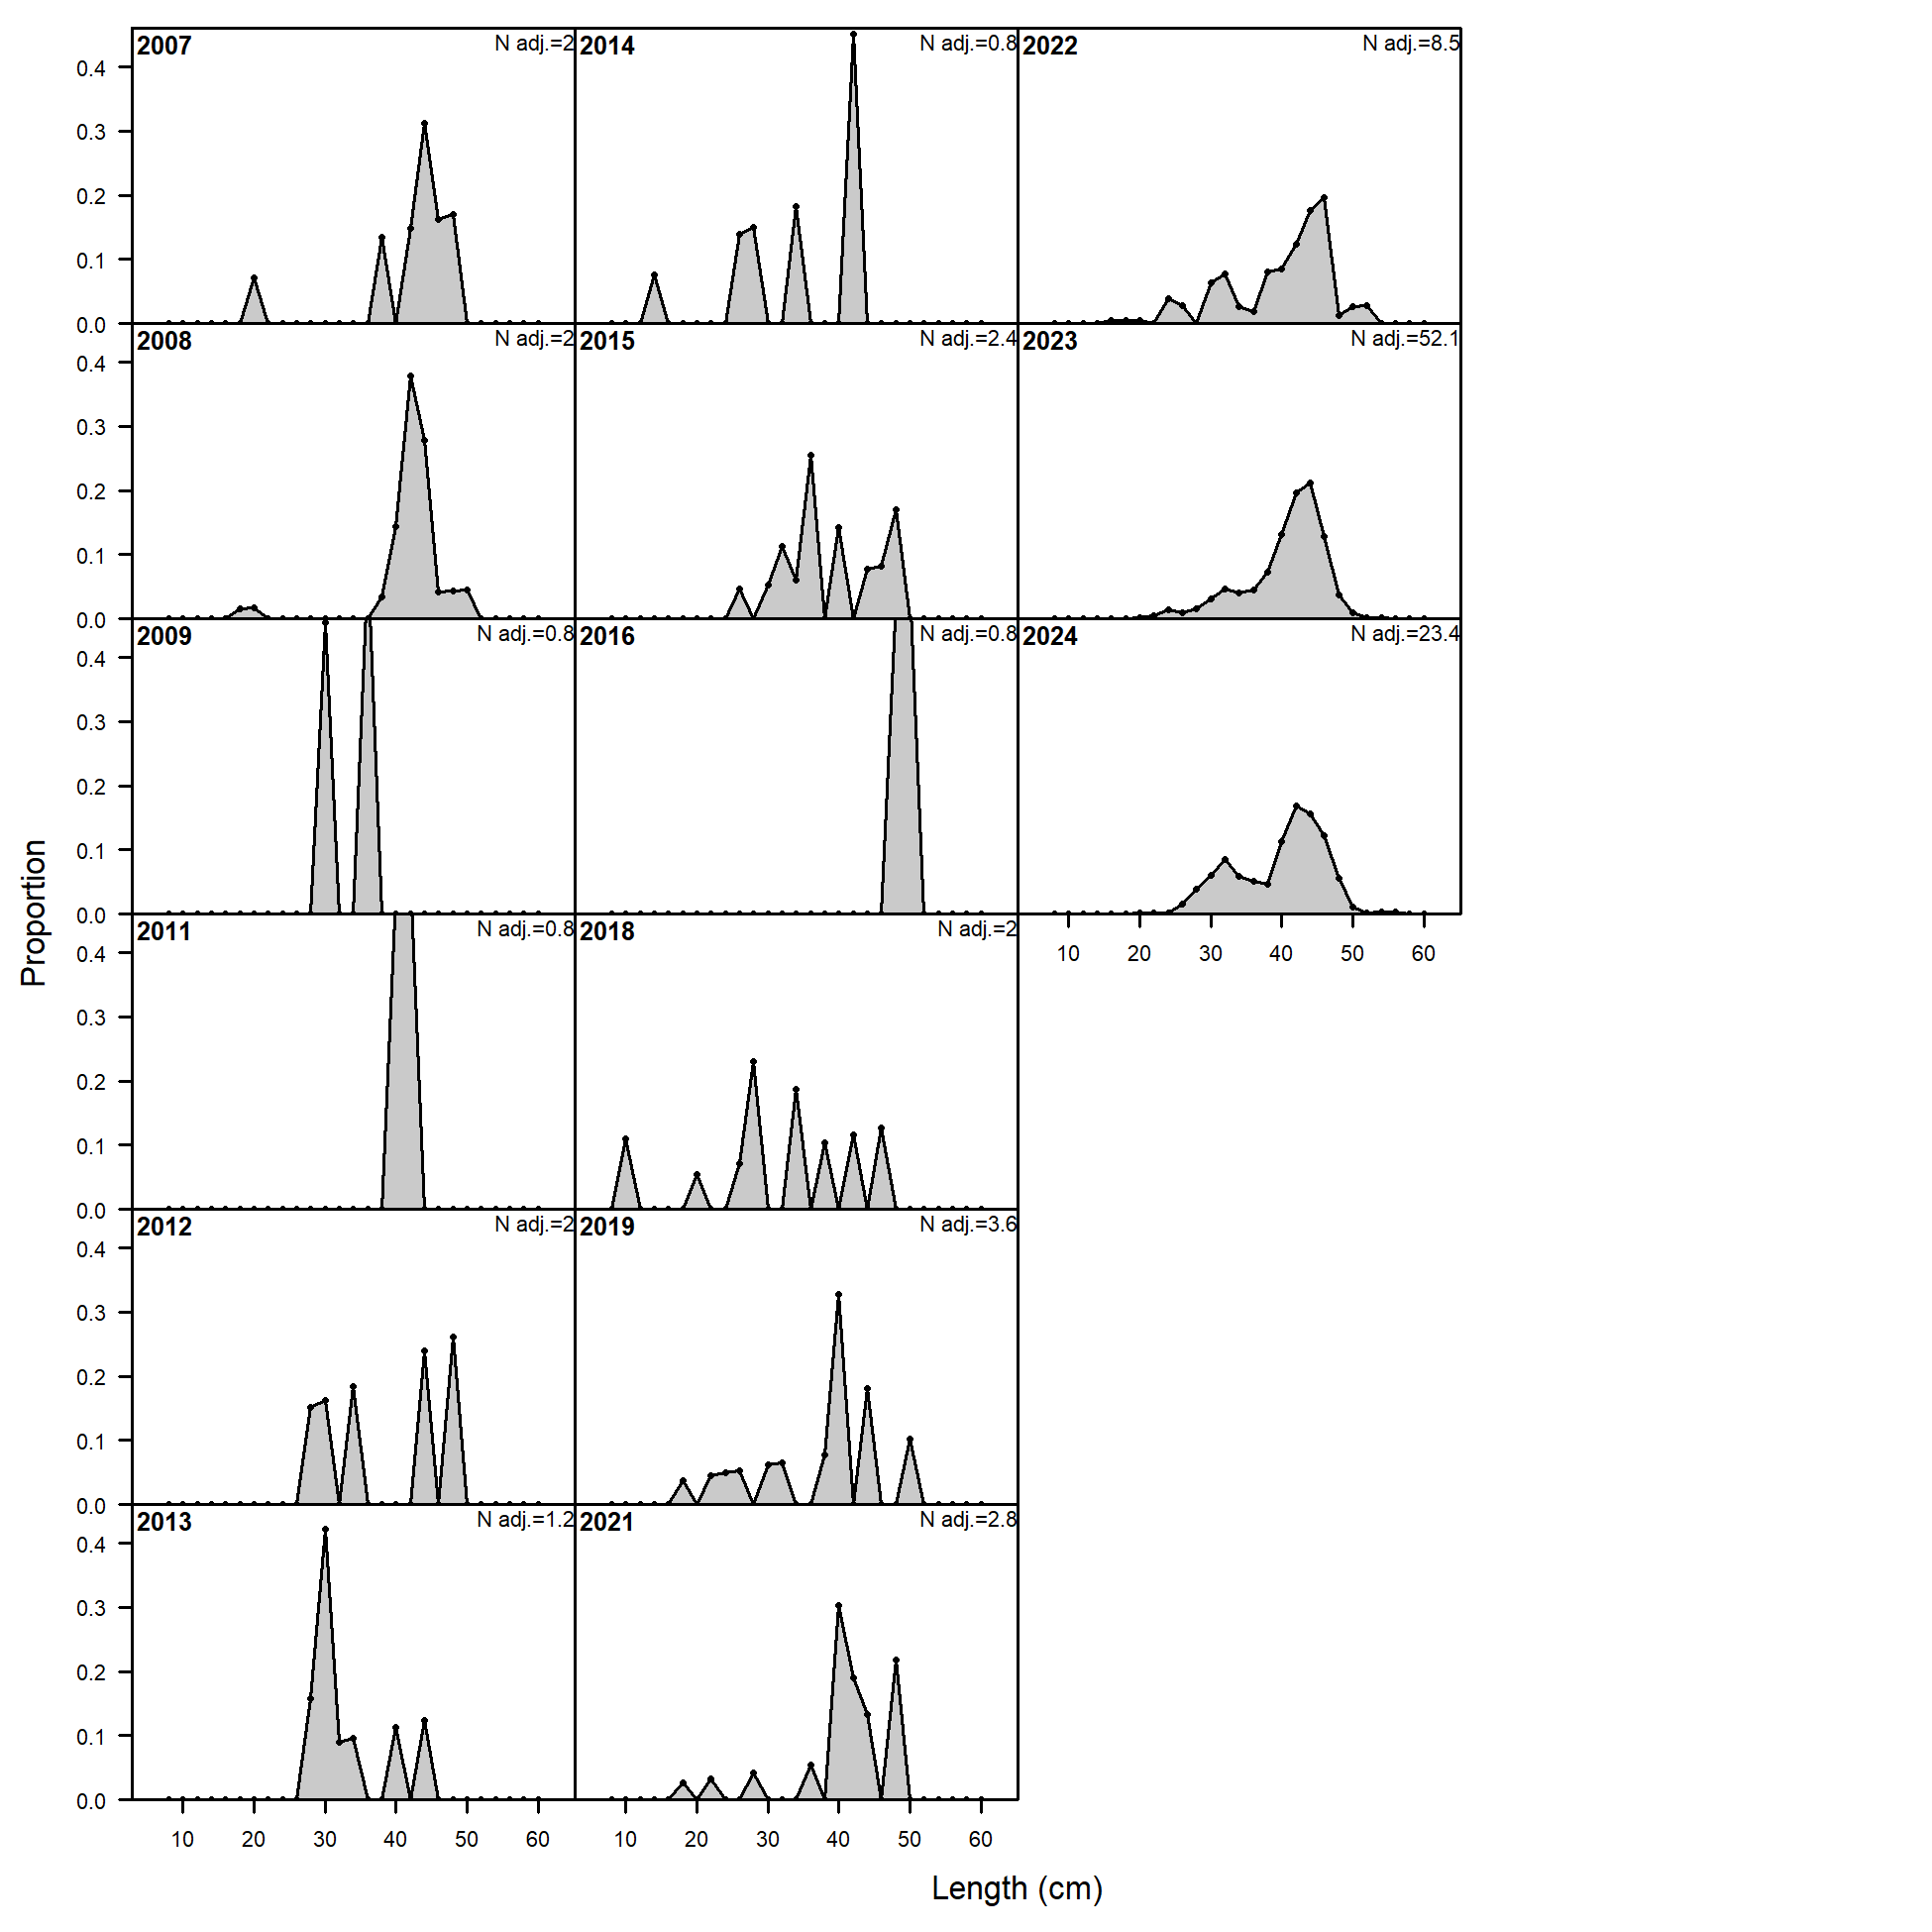 2007 N adj.=2
0.4
0.3
0.2
0.1
0.0
2008 N adj.=2
0.4
0.3
0.2
0.1
0.0
2009 N adj.=0.8
0.4
0.3
0.2
0.1
0.0
2011 N adj.=0.8
0.4
0.3
0.2
0.1
0.0
2012 N adj.=2
0.4
0.3
0.2
0.1
0.0
2013 N adj.=1.2
0.4
0.3
0.2
0.1
0.0
10 20 30 40 50 60
2014 N adj.=0.8
2015 N adj.=2.4
2016 N adj.=0.8
2018 N adj.=2
2019 N adj.=3.6
2021 N adj.=2.8
10 20 30 40 50 60
2022 N adj.=8.5
2023 N adj.=52.1
2024 N adj.=23.4
10 20 30 40 50 60
Proportion
Length (cm)